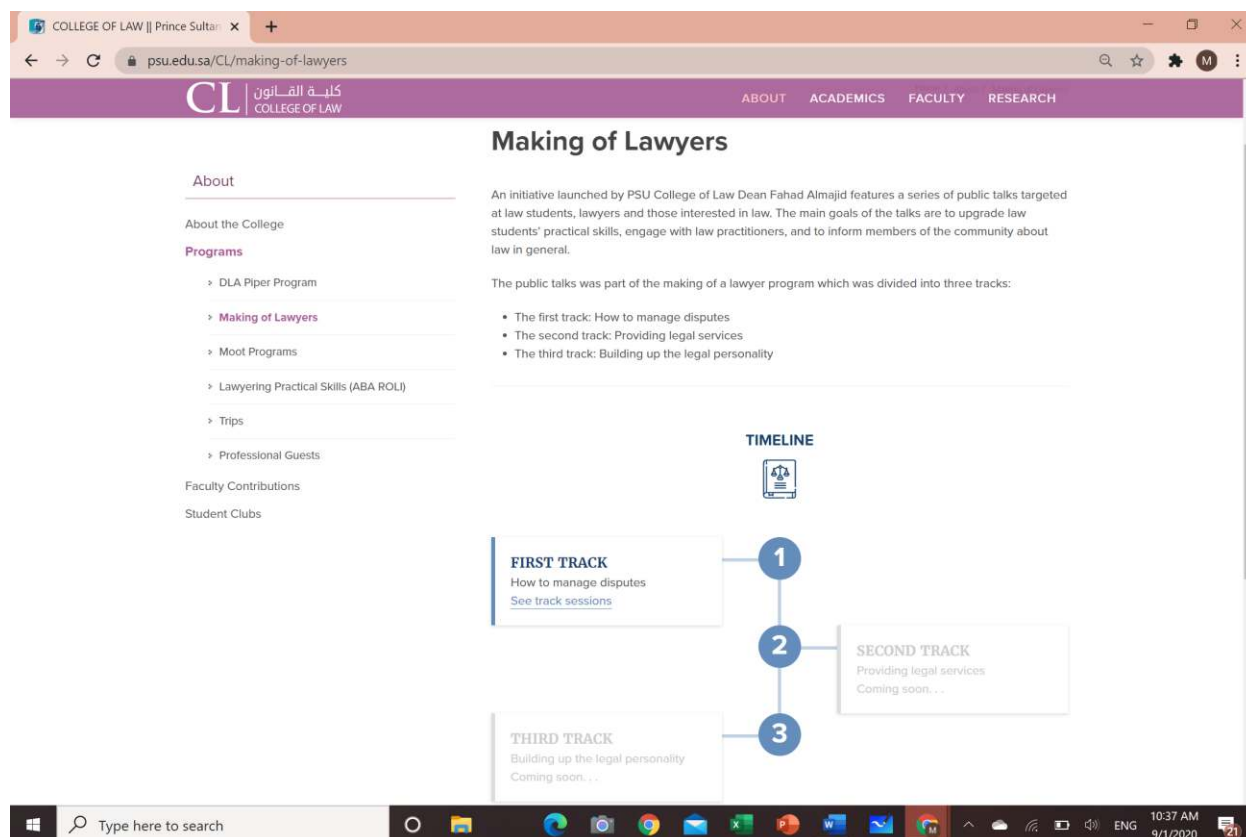 COLLEGE OF LAW || Prince Sultan
psu.edu.sa/CL/making-of-lawyers
M
CL
كليــة القــانون
COLLEGE OF LAW
ABOUT ACADEMICS FACULTY RESEARCH
About
About the College
Programs
DLA Piper Program
Making of Lawyers
Moot Programs
Lawyering Practical Skills (ABA ROLI)
Trips
Professional Guests
Faculty Contributions
Student Clubs
Making of Lawyers
An initiative launched by PSU College of Law Dean Fahad Almajid features a series of public talks targeted
at law students, lawyers and those interested in law. The main goals of the talks are to upgrade law
students' practical skills, engage with law practitioners, and to inform members of the community about
law in general.
The public talks was part of the making of a lawyer program which was divided into three tracks:
• The first track: How to manage disputes
• The second track: Providing legal services
• The third track: Building up the legal personality
TIMELINE
FIRST TRACK
How to manage disputes
See track sessions
1
2
SECOND TRACK
Providing legal services
Coming soon. . .
THIRD TRACK
Building up the legal personality
Coming soon. . .
3
Type here to search
ENG
10:37 AM
9/1/2020
21